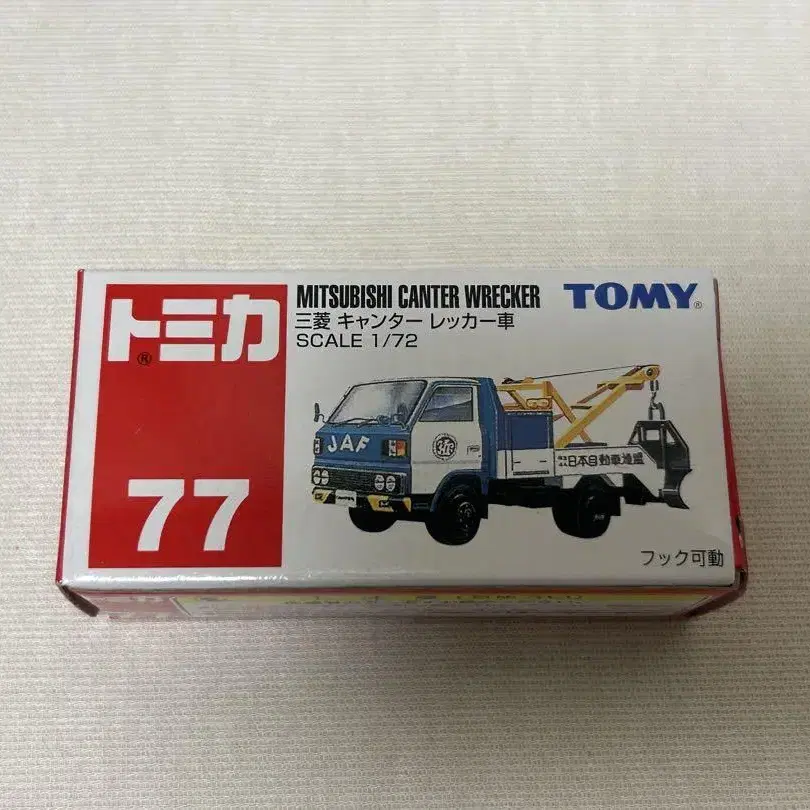 トミカ®
77
MITSUBISHI CANTER WRECKER
三菱 キャンター レッカー車
SCALE 1/72
TOMY®
JAF
CANTER
日本自動車連盟
フック可動